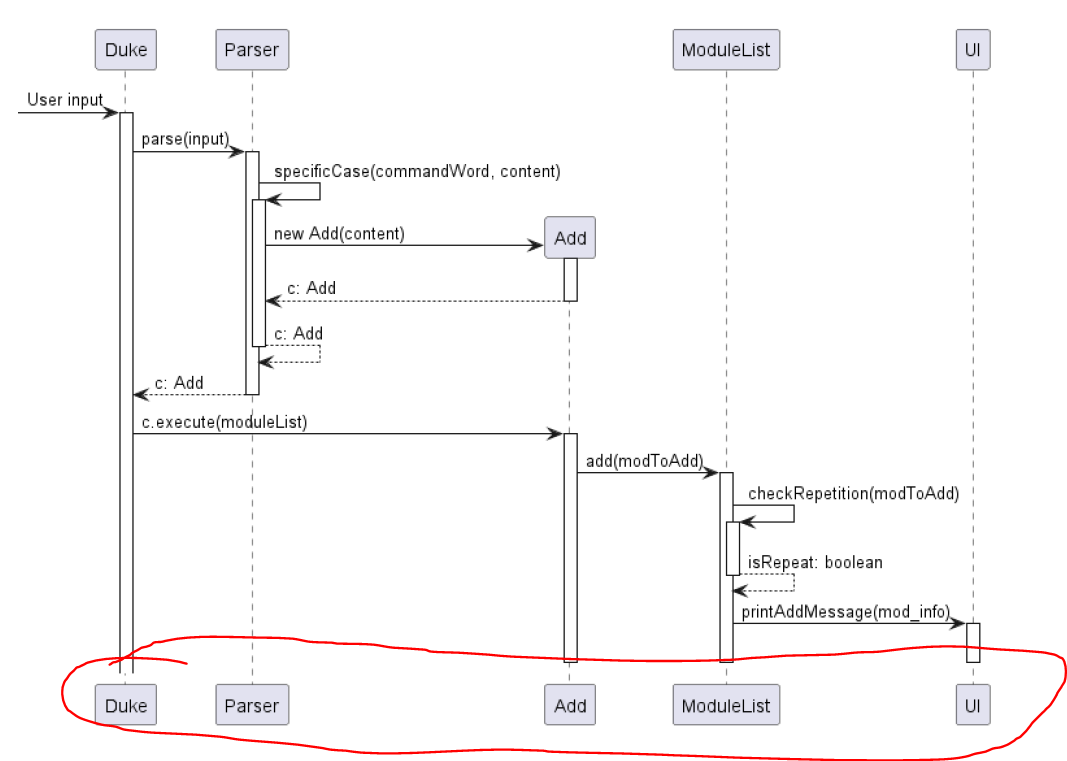 Duke
Parser
ModuleList
UI
User input
parse(input)
specificCase(commandWord, content)
new Add(content)
Add
c: Add
c: Add
c: Add
c.execute(moduleList)
add(modToAdd)
checkRepetition(modToAdd)
isRepeat: boolean
printAddMessage(mod_info)
Duke
Parser
Add
ModuleList
UI